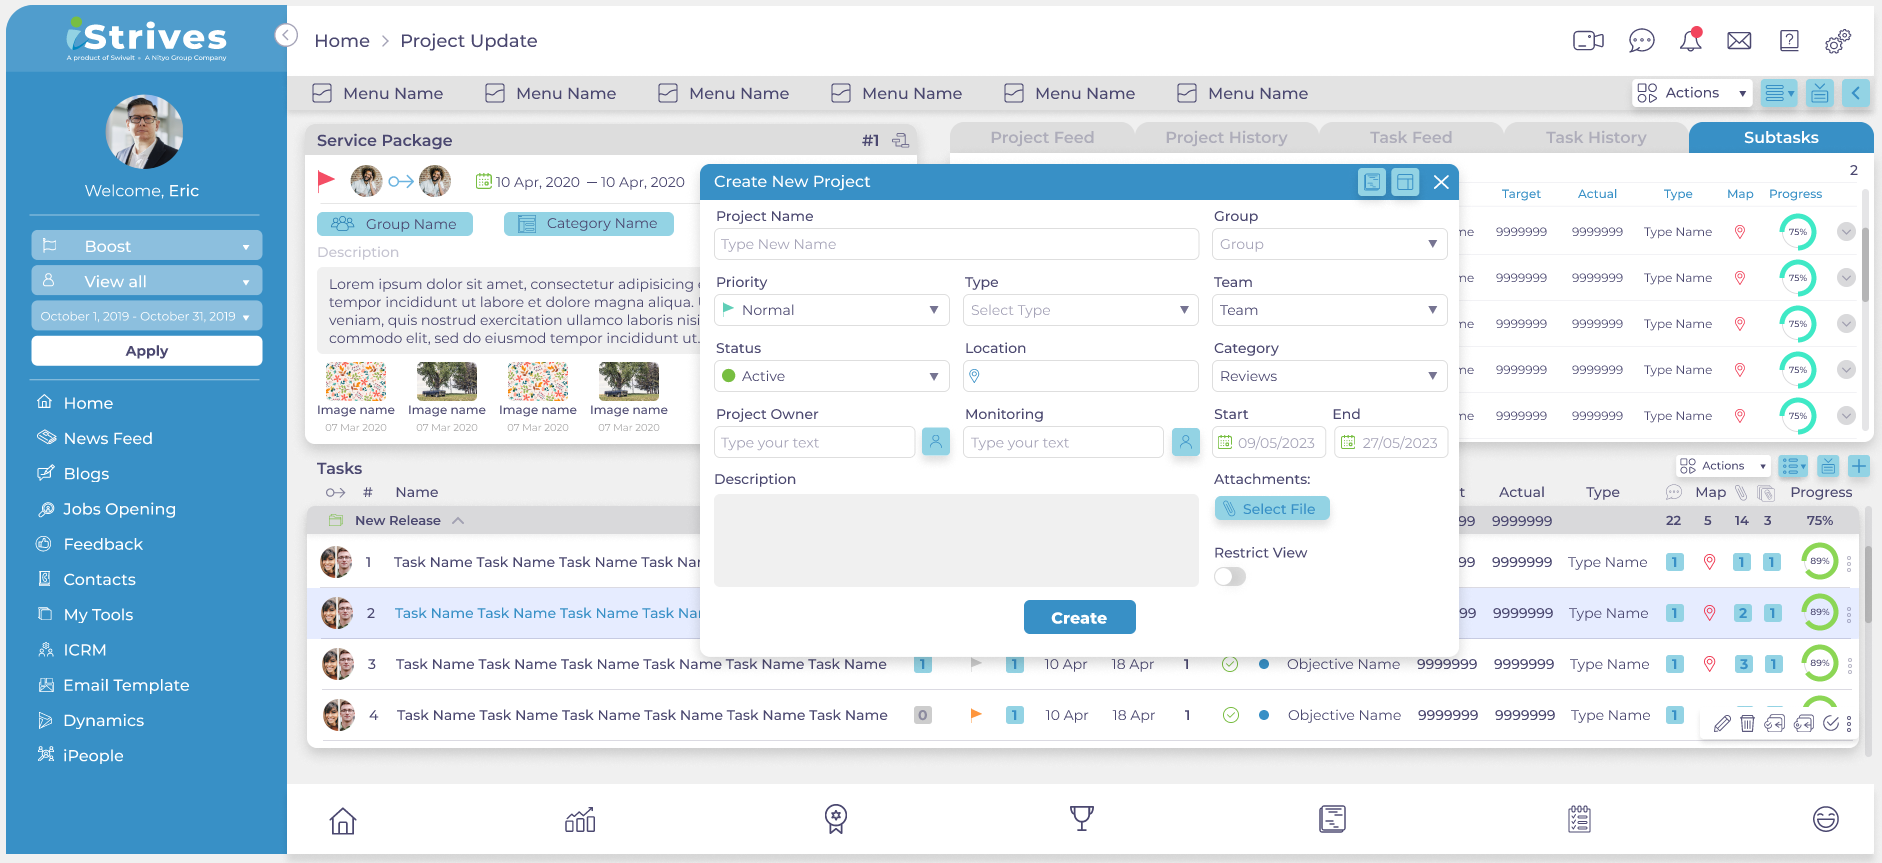 iStrives
A product of Swivelt • A Nityo Group Company
Welcome, Eric
Boost
View all
October 1, 2019 - October 31, 2019
Apply
Home
News Feed
Blogs
Jobs Opening
Feedback
Contacts
My Tools
ICRM
Email Template
Dynamics
iPeople
Home > Project Update
Menu Name Menu Name Menu Name Menu Name Menu Name Menu Name Actions
Service Package #1
10 Apr, 2020 — 10 Apr, 2020
Group Name Category Name
Description
Lorem ipsum dolor sit amet, consectetur adipisicing
tempor incididunt ut labore et dolore magna aliqua.
veniam, quis nostrud exercitation ullamco laboris nisi
commodo elit, sed do eiusmod tempor incididunt ut.
Image name Image name Image name Image name
07 Mar 2020 07 Mar 2020 07 Mar 2020 07 Mar 2020
Project Feed Project History Task Feed Task History Subtasks
2
Target Actual Type Map Progress
me 9999999 9999999 Type Name 75%
me 9999999 9999999 Type Name 75%
me 9999999 9999999 Type Name 75%
me 9999999 9999999 Type Name 75%
me 9999999 9999999 Type Name 75%
Create New Project
Project Name Group
Type New Name Group
Priority Type Team
Normal Select Type Team
Status Location Category
Active Reviews
Project Owner Monitoring Start End
Type your text Type your text 09/05/2023 27/05/2023
Description Attachments:
Select File
Restrict View
Create
Tasks Actions
# Name t Actual Type Map Progress
New Release 99 9999999 22 5 14 3 75%
1 Task Name Task Name Task Name Task Nar 99 9999999 Type Name 1 1 1 89%
2 Task Name Task Name Task Name Task Nar 99 9999999 Type Name 1 2 1 89%
3 Task Name Task Name Task Name Task Name Task Name Task Name 1 1 10 Apr 18 Apr 1 Objective Name 9999999 9999999 Type Name 1 3 1 89%
4 Task Name Task Name Task Name Task Name Task Name Task Name 0 1 10 Apr 18 Apr 1 Objective Name 9999999 9999999 Type Name 1